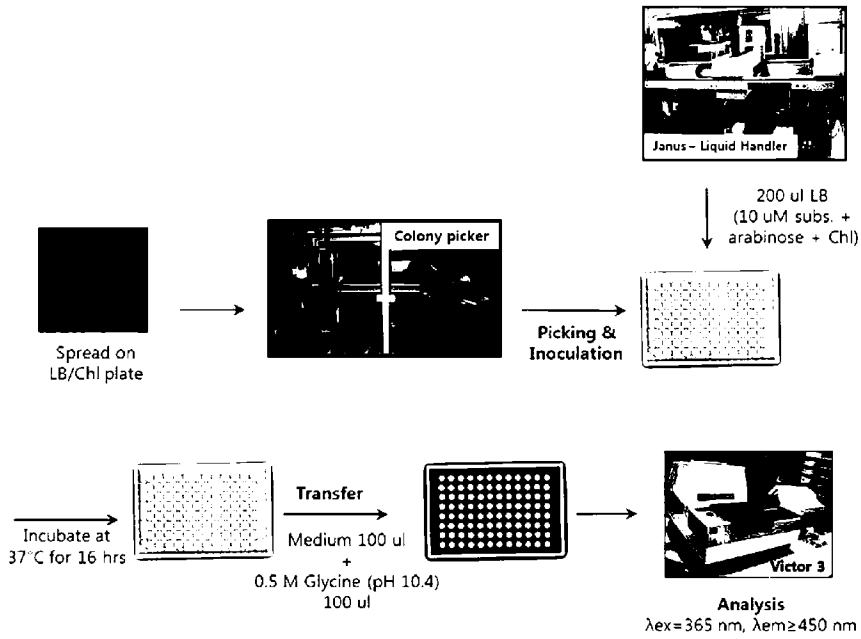 Janus – Liquid Handler
200 ul LB
(10 uM subs. +
arabinose + Chl)
Colony picker
Spread on
LB/Chl plate
Picking &
Inoculation
Incubate at
37°C for 16 hrs
Transfer
Medium 100 ul
+
0.5 M Glycine (pH 10.4)
100 ul
Victor 3
Analysis
λex=365 nm, λem≥450 nm